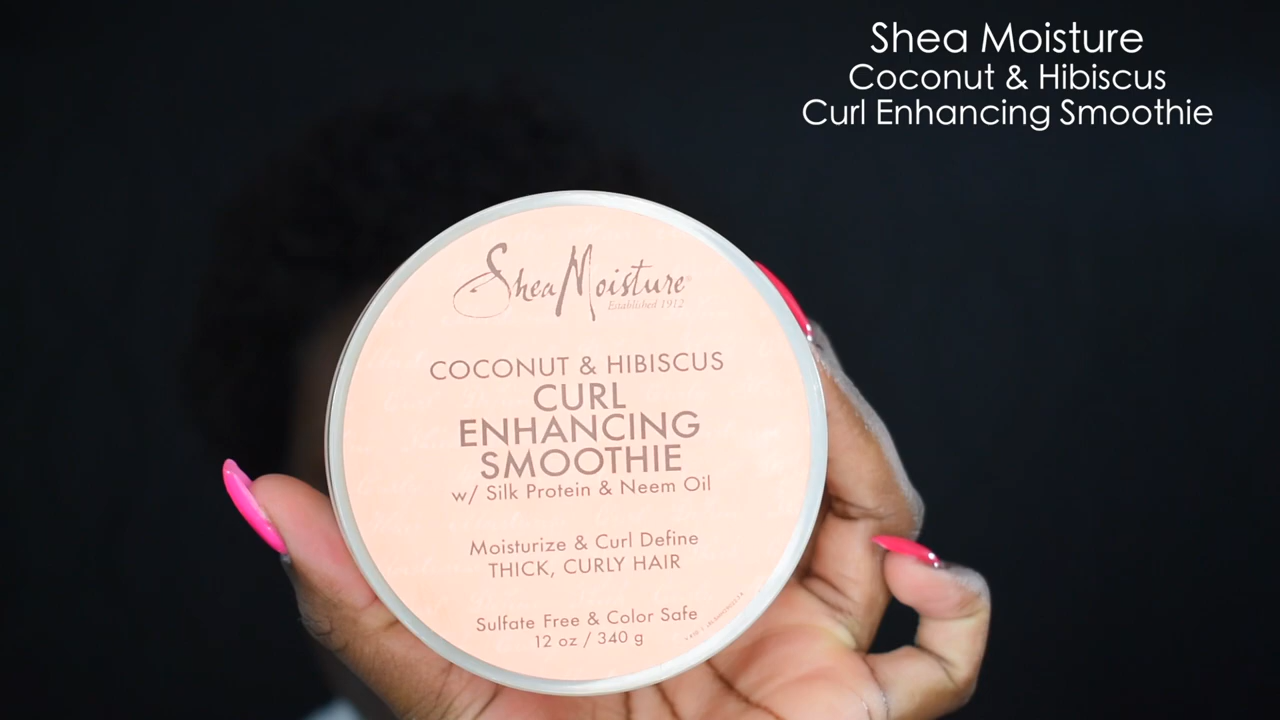 Shea Moisture
Coconut & Hibiscus
Curl Enhancing Smoothie
SheaMoisture®
Established 1912
COCONUT & HIBISCUS
CURL
ENHANCING
SMOOTHIE
w/ Silk Protein & Neem Oil
Moisturize & Curl Define
THICK, CURLY HAIR
Sulfate Free & Color Safe
12 oz / 340 g